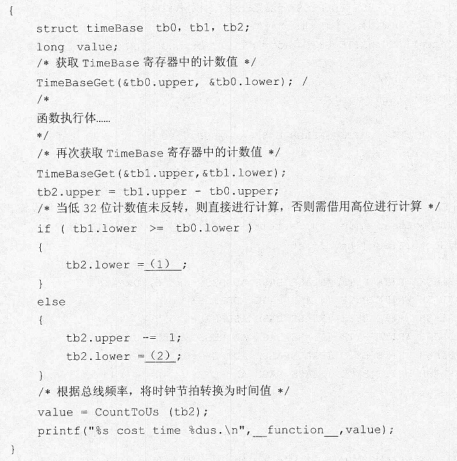 {
struct timeBase tb0, tb1, tb2;
long value;
/* 获取 TimeBase 寄存器中的计数值 */
TimeBaseGet(&tb0.upper, &tb0.lower); /
/*
函数执行体……
*/
/* 再次获取 TimeBase 寄存器中的计数值 */
TimeBaseGet(&tb1.upper,&tb1.lower);
tb2.upper = tb1.upper - tb0.upper;
/* 当低 32 位计数值未反转，则直接进行计算，否则需借用高位进行计算 */
if ( tb1.lower >= tb0.lower )
{
tb2.lower = (1) ;
}
else
{
tb2.upper -= 1;
tb2.lower = (2) ;
}
/* 根据总线频率，将时钟节拍转换为时间值 */
value = CountToUs (tb2);
printf("%s cost time %dus.\n",__function__,value);
}